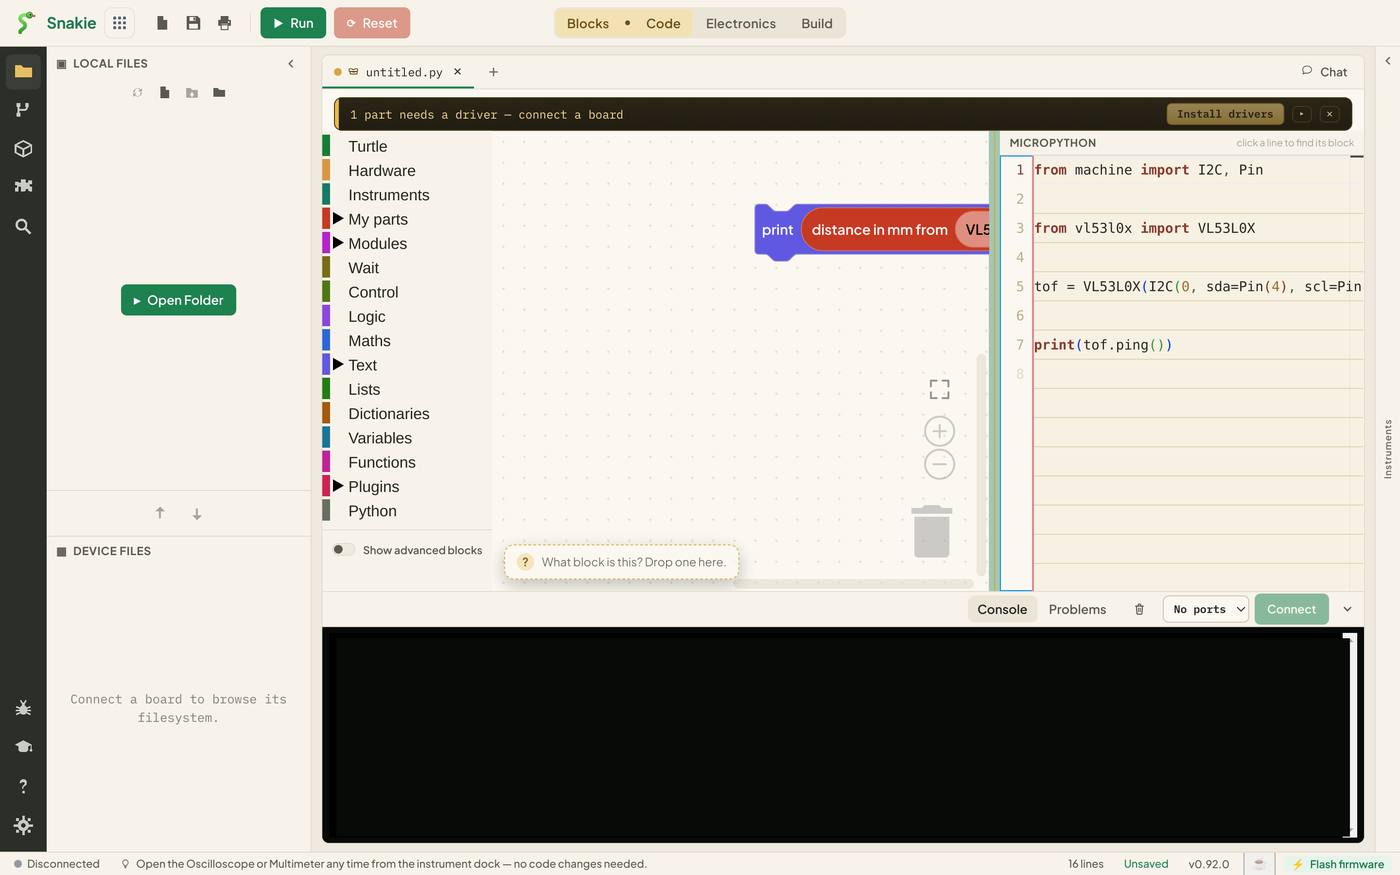 Snakie
Run
Reset
Blocks • Code
Electronics
Build
LOCAL FILES
Open Folder
DEVICE FILES
Connect a board to browse its
filesystem.
untitled.py
Chat
1 part needs a driver — connect a board
Install drivers
Turtle
Hardware
Instruments
My parts
Modules
Wait
Control
Logic
Maths
Text
Lists
Dictionaries
Variables
Functions
Plugins
Python
Show advanced blocks
print distance in mm from VL5
? What block is this? Drop one here.
MICROPYTHON
click a line to find its block
1 from machine import I2C, Pin
2
3 from vl53l0x import VL53L0X
4
5 tof = VL53L0X(I2C(0, sda=Pin(4), scl=Pin
6
7 print(tof.ping())
8
Console
Problems
No ports
Connect
Instruments
Disconnected
Open the Oscilloscope or Multimeter any time from the instrument dock — no code changes needed.
16 lines
Unsaved
v0.92.0
Flash firmware